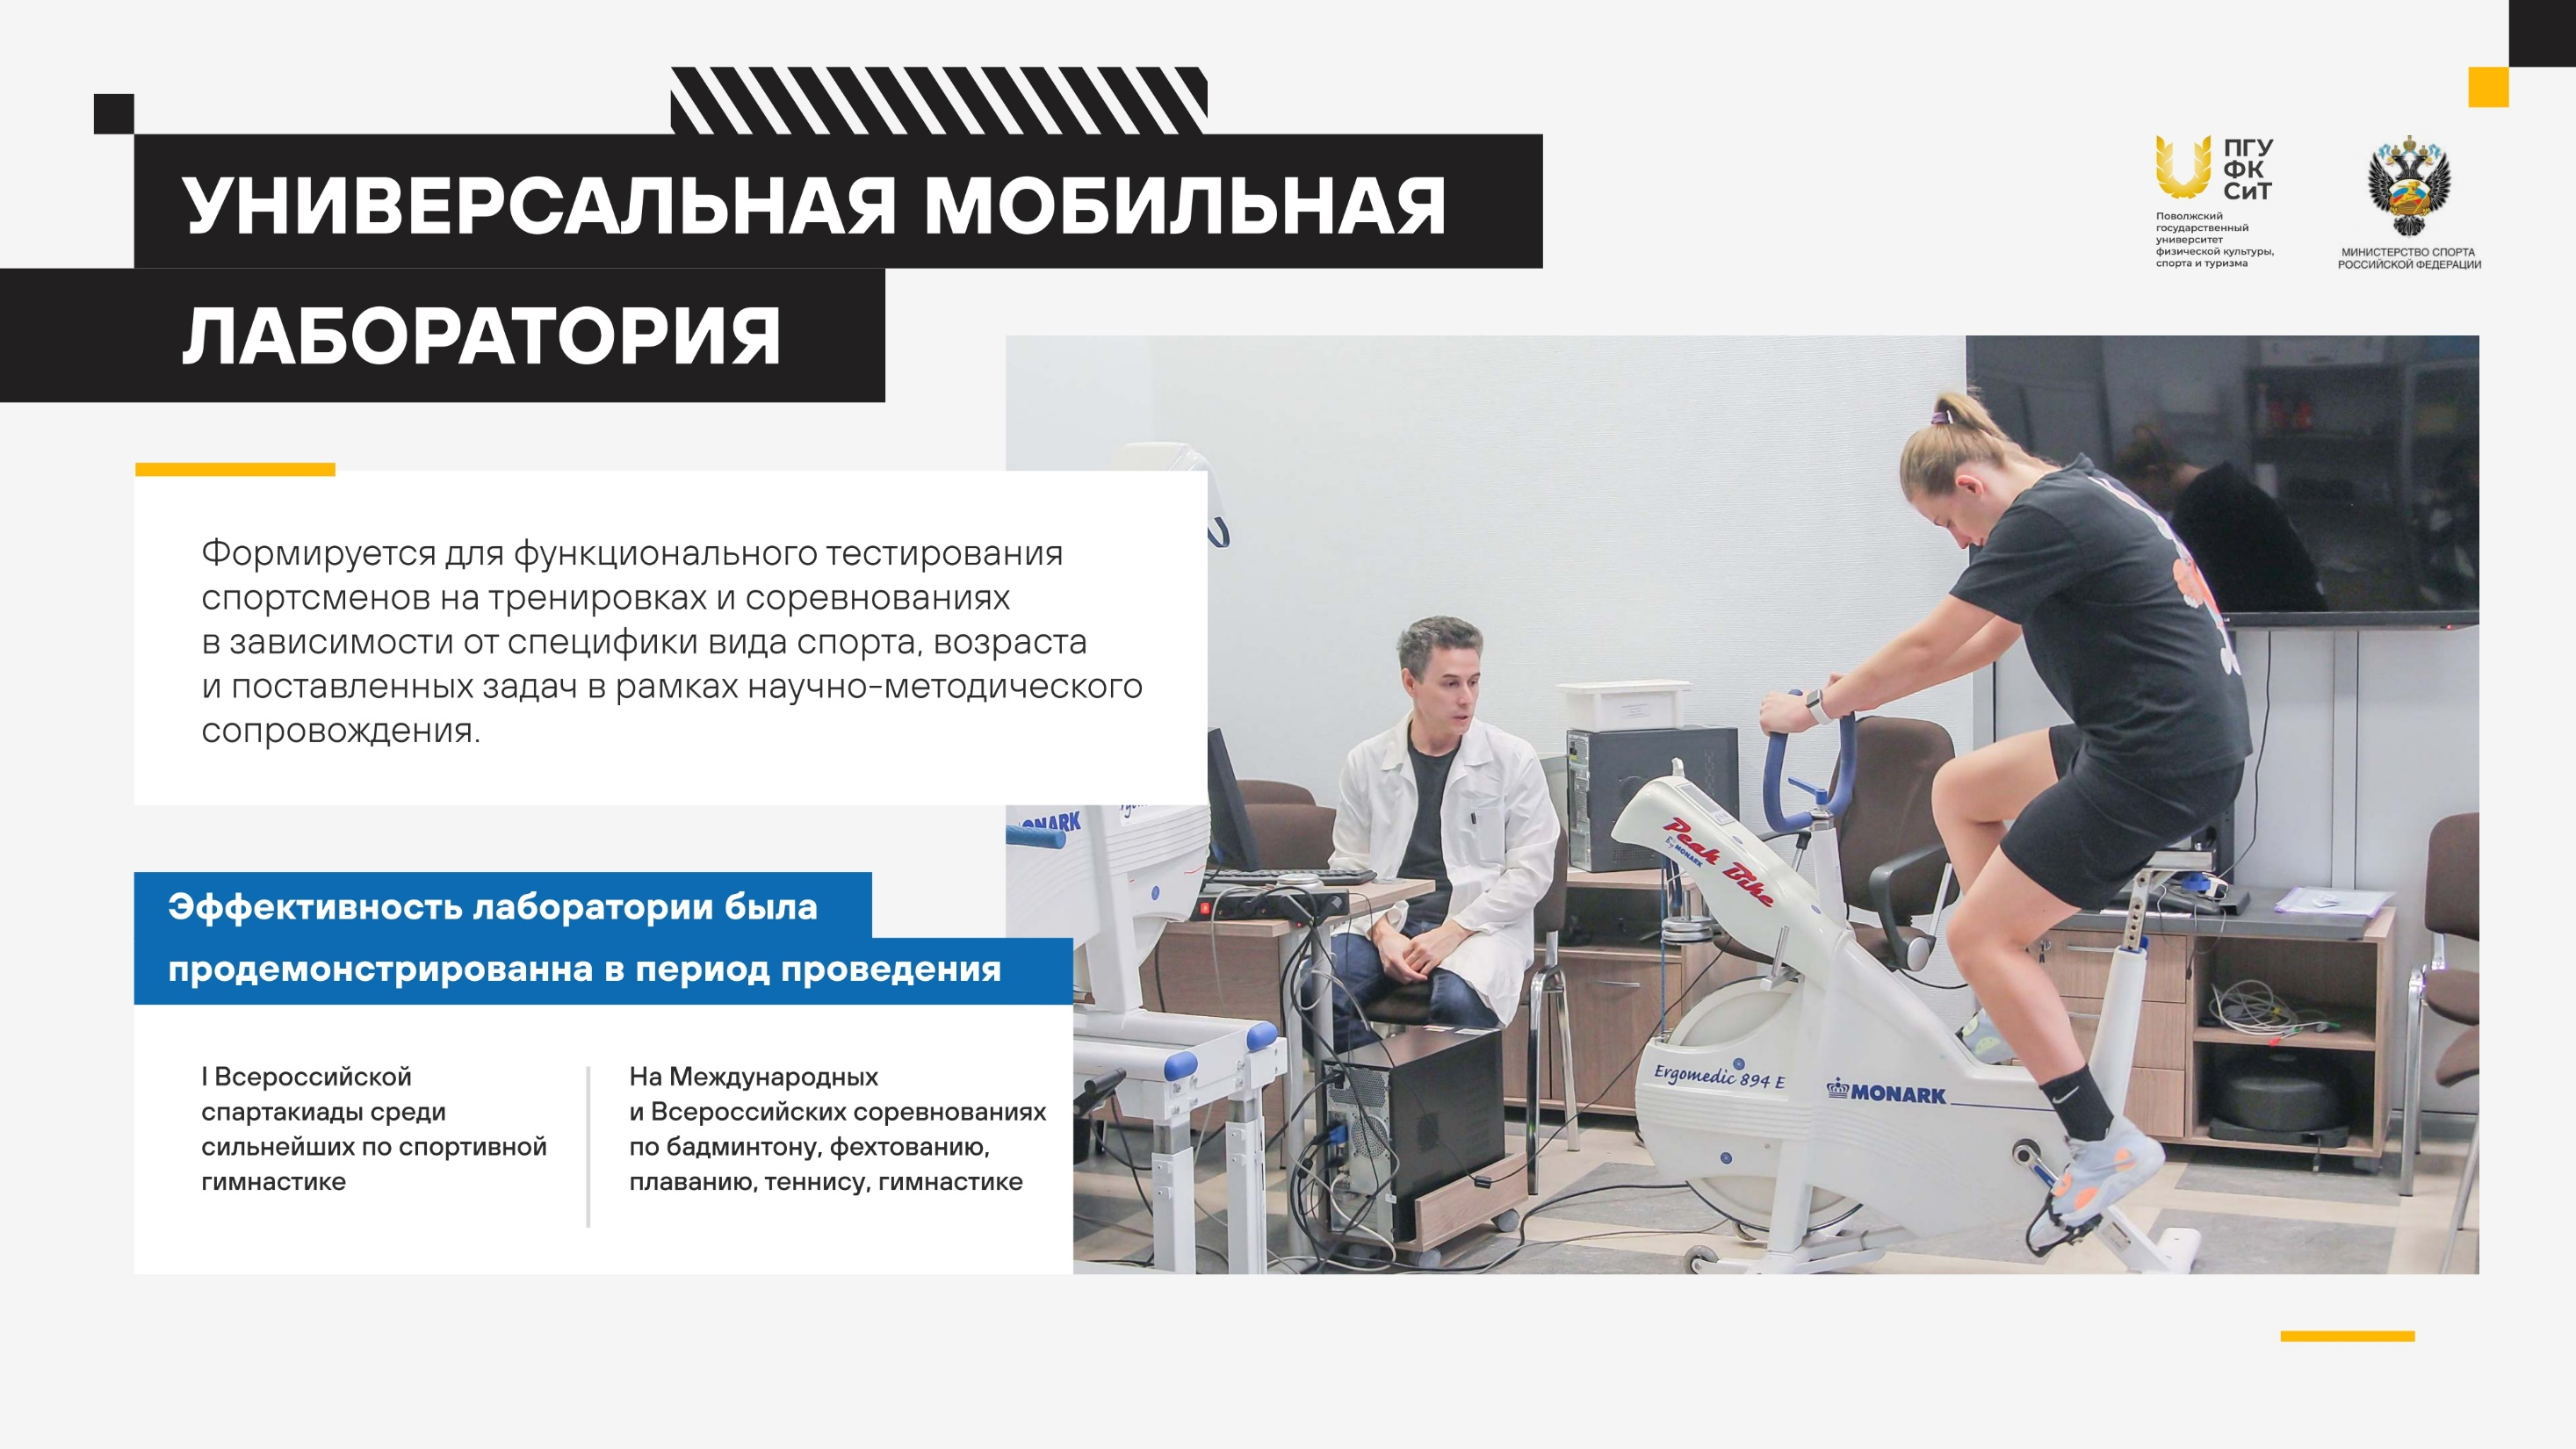 УНИВЕРСАЛЬНАЯ МОБИЛЬНАЯ
ЛАБОРАТОРИЯ
ПГУ
ФК
СиТ
Поволжский
государственный
университет
физической культуры,
спорта и туризма
МИНИСТЕРСТВО СПОРТА
РОССИЙСКОЙ ФЕДЕРАЦИИ
Формируется для функционального тестирования
спортсменов на тренировках и соревнованиях
в зависимости от специфики вида спорта, возраста
и поставленных задач в рамках научно-методического
сопровождения.
Эффективность лаборатории была
продемонстрированна в период проведения
I Всероссийской
спартакиады среди
сильнейших по спортивной
гимнастике
На Международных
и Всероссийских соревнованиях
по бадминтону, фехтованию,
плаванию, теннису, гимнастике
Peak Bike
by MONARK
Ergomedic 894 E
MONARK